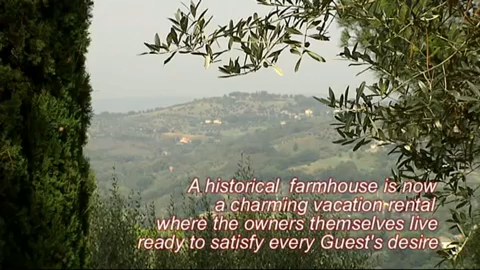 A historical farmhouse is now
a charming vacation rental
where the owners themselves live
ready to satisfy every Guest's desire